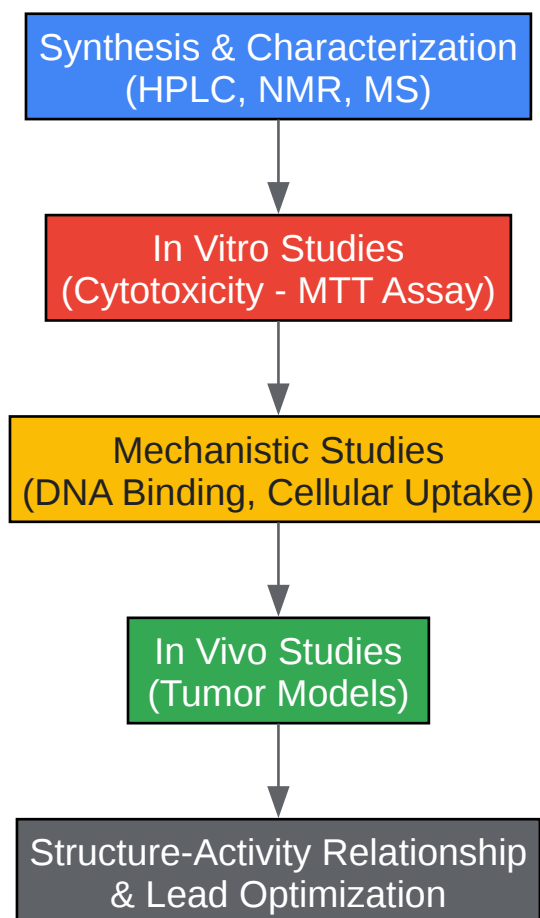 Synthesis & Characterization
(HPLC, NMR, MS)
In Vitro Studies
(Cytotoxicity - MTT Assay)
Mechanistic Studies
(DNA Binding, Cellular Uptake)
In Vivo Studies
(Tumor Models)
Structure-Activity Relationship
& Lead Optimization